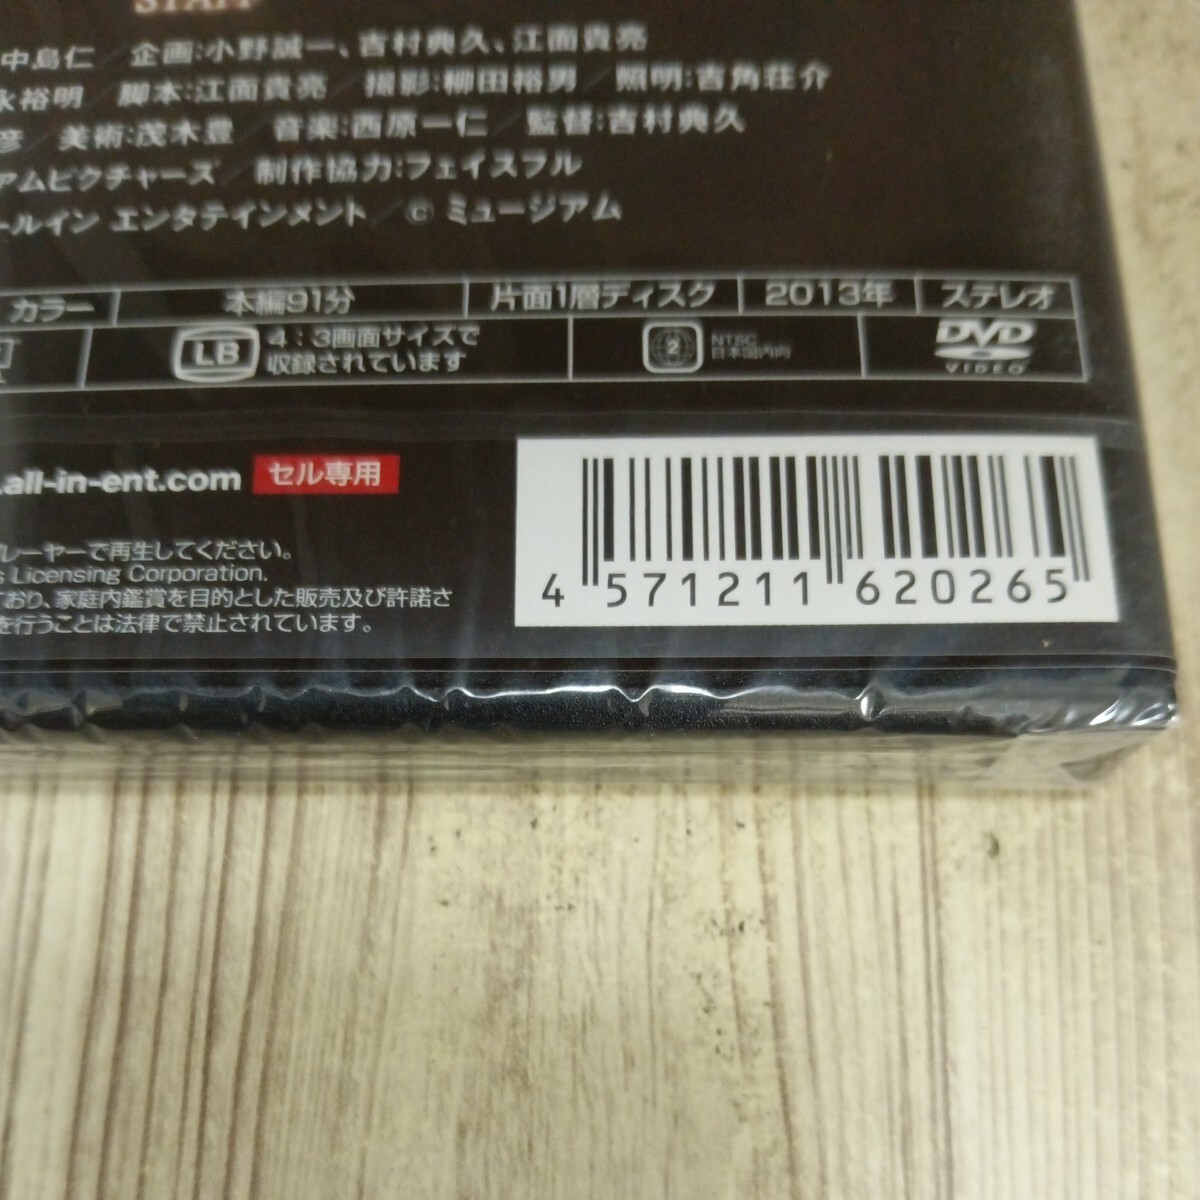 STAFF
中島仁／企画:小野誠一、吉村典久、江面貴亮
永裕明／脚本:江面貴亮／撮影:柳田裕男／照明:吉角荘介
彦／美術:茂木豊／音楽:西原一仁／監督:吉村典久
アムピクチャーズ／制作協力:フェイスフル
ールイン エンタテインメント／© ミュージアム
カラー 本編91分 片面1層ディスク 2013年 ステレオ
LB 4：3画面サイズで収録されています 2 NTSC 日本国内向 DVD VIDEO
.all-in-ent.com セル専用
レーヤーで再生してください。
s Licensing Corporation.
ており、家庭内鑑賞を目的とした販売及び許諾さ
を行うことは法律で禁止されています。
4 571211 620265